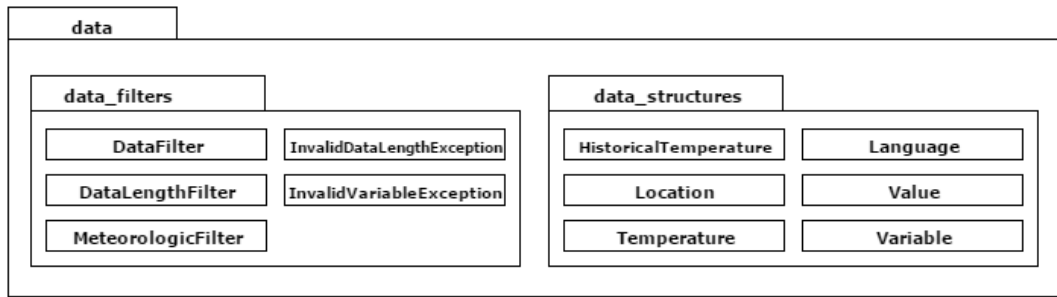 data
data_filters
DataFilter
InvalidDataLengthException
DataLengthFilter
InvalidVariableException
MeteorologicFilter
data_structures
HistoricalTemperature
Language
Location
Value
Temperature
Variable